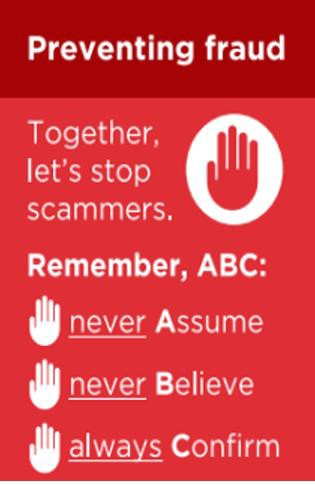 Preventing fraud
Together,
let's stop
scammers.
Remember, ABC:
never Assume
never Believe
always Confirm